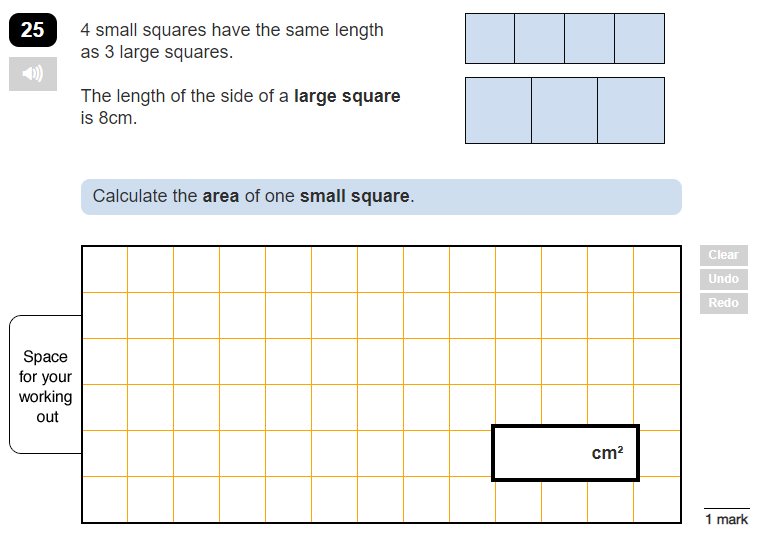 25
4 small squares have the same length
as 3 large squares.
The length of the side of a large square
is 8cm.
Calculate the area of one small square.
Clear
Undo
Redo
Space
for your
working
out
cm²
1 mark